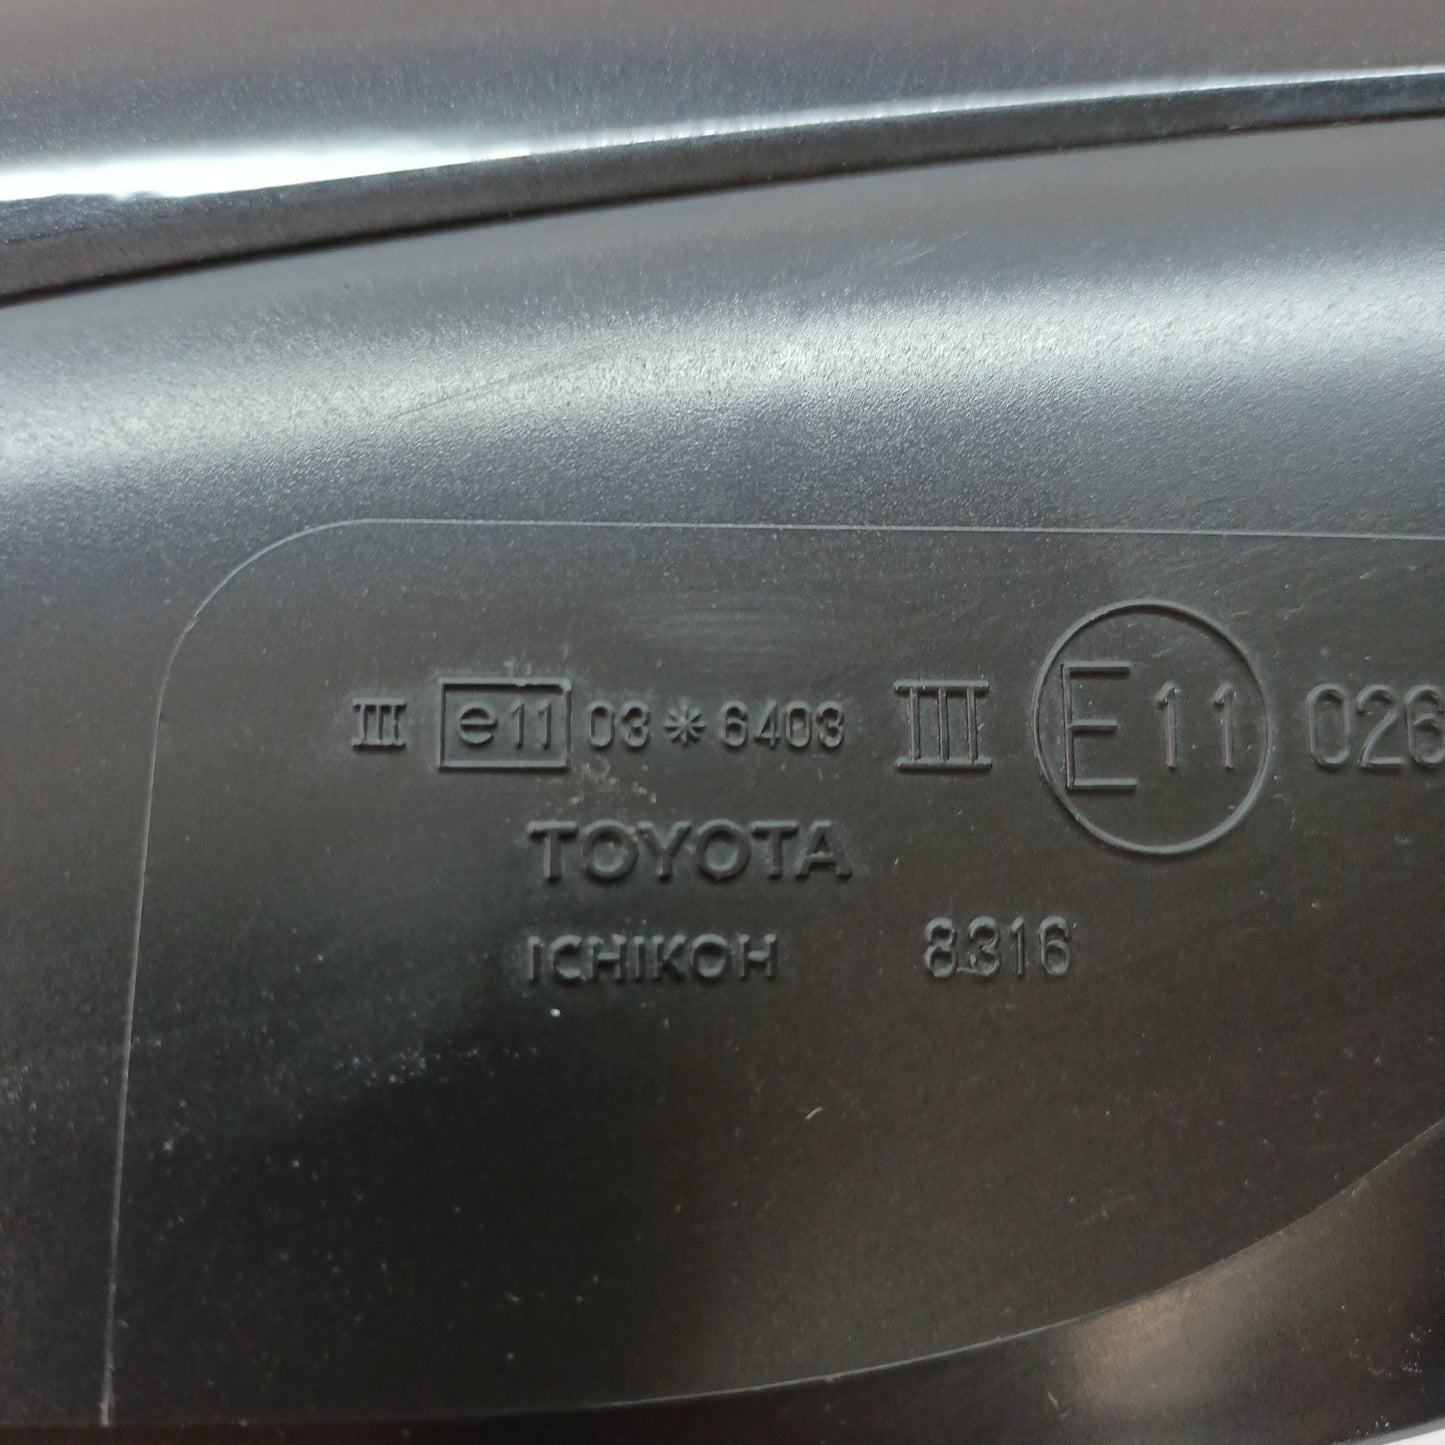 III e11 03*6403 III E11 026
TOYOTA
ICHIKOH 8316